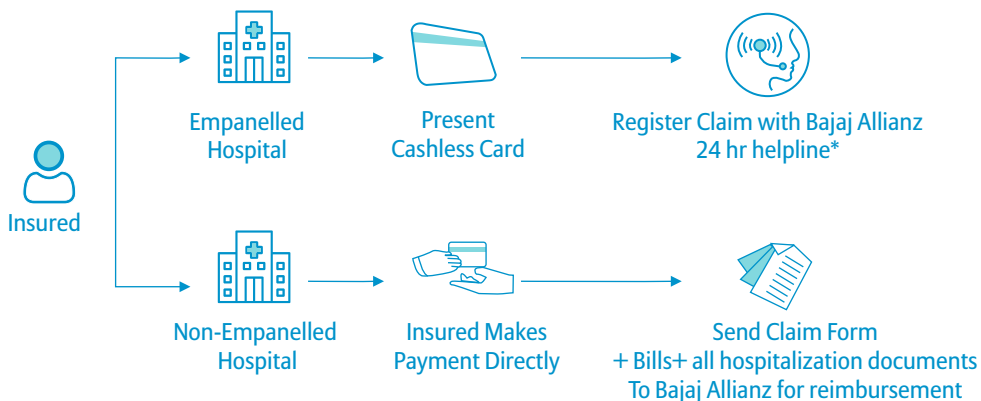 Empanelled
Hospital
Present
Cashless Card
Register Claim with Bajaj Allianz
24 hr helpline*
Insured
Non-Empanelled
Hospital
Insured Makes
Payment Directly
Send Claim Form
+ Bills+ all hospitalization documents
To Bajaj Allianz for reimbursement